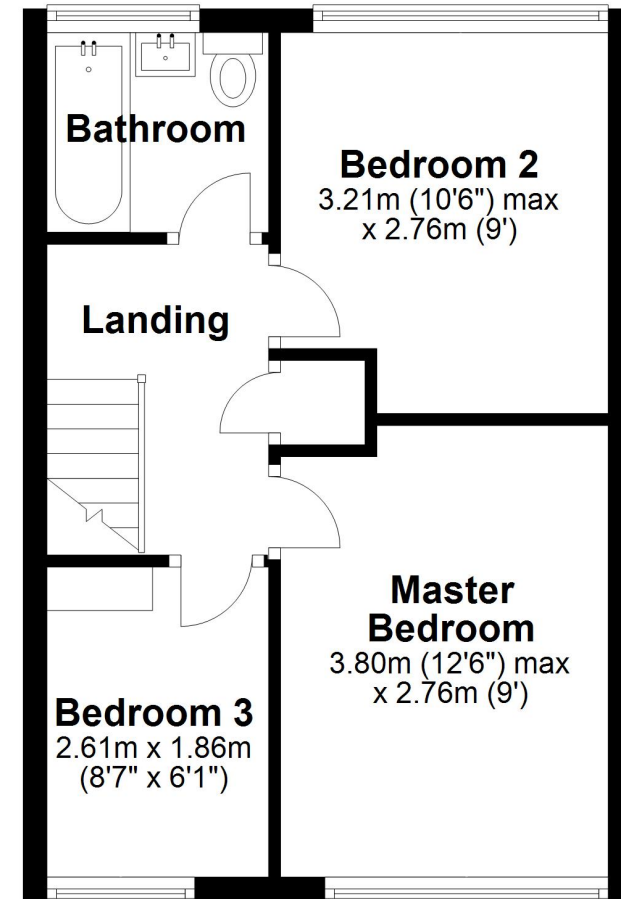 Bathroom
Bedroom 2
3.21m (10'6") max
x 2.76m (9')
Landing
Master
Bedroom
3.80m (12'6") max
x 2.76m (9')
Bedroom 3
2.61m x 1.86m
(8'7" x 6'1")